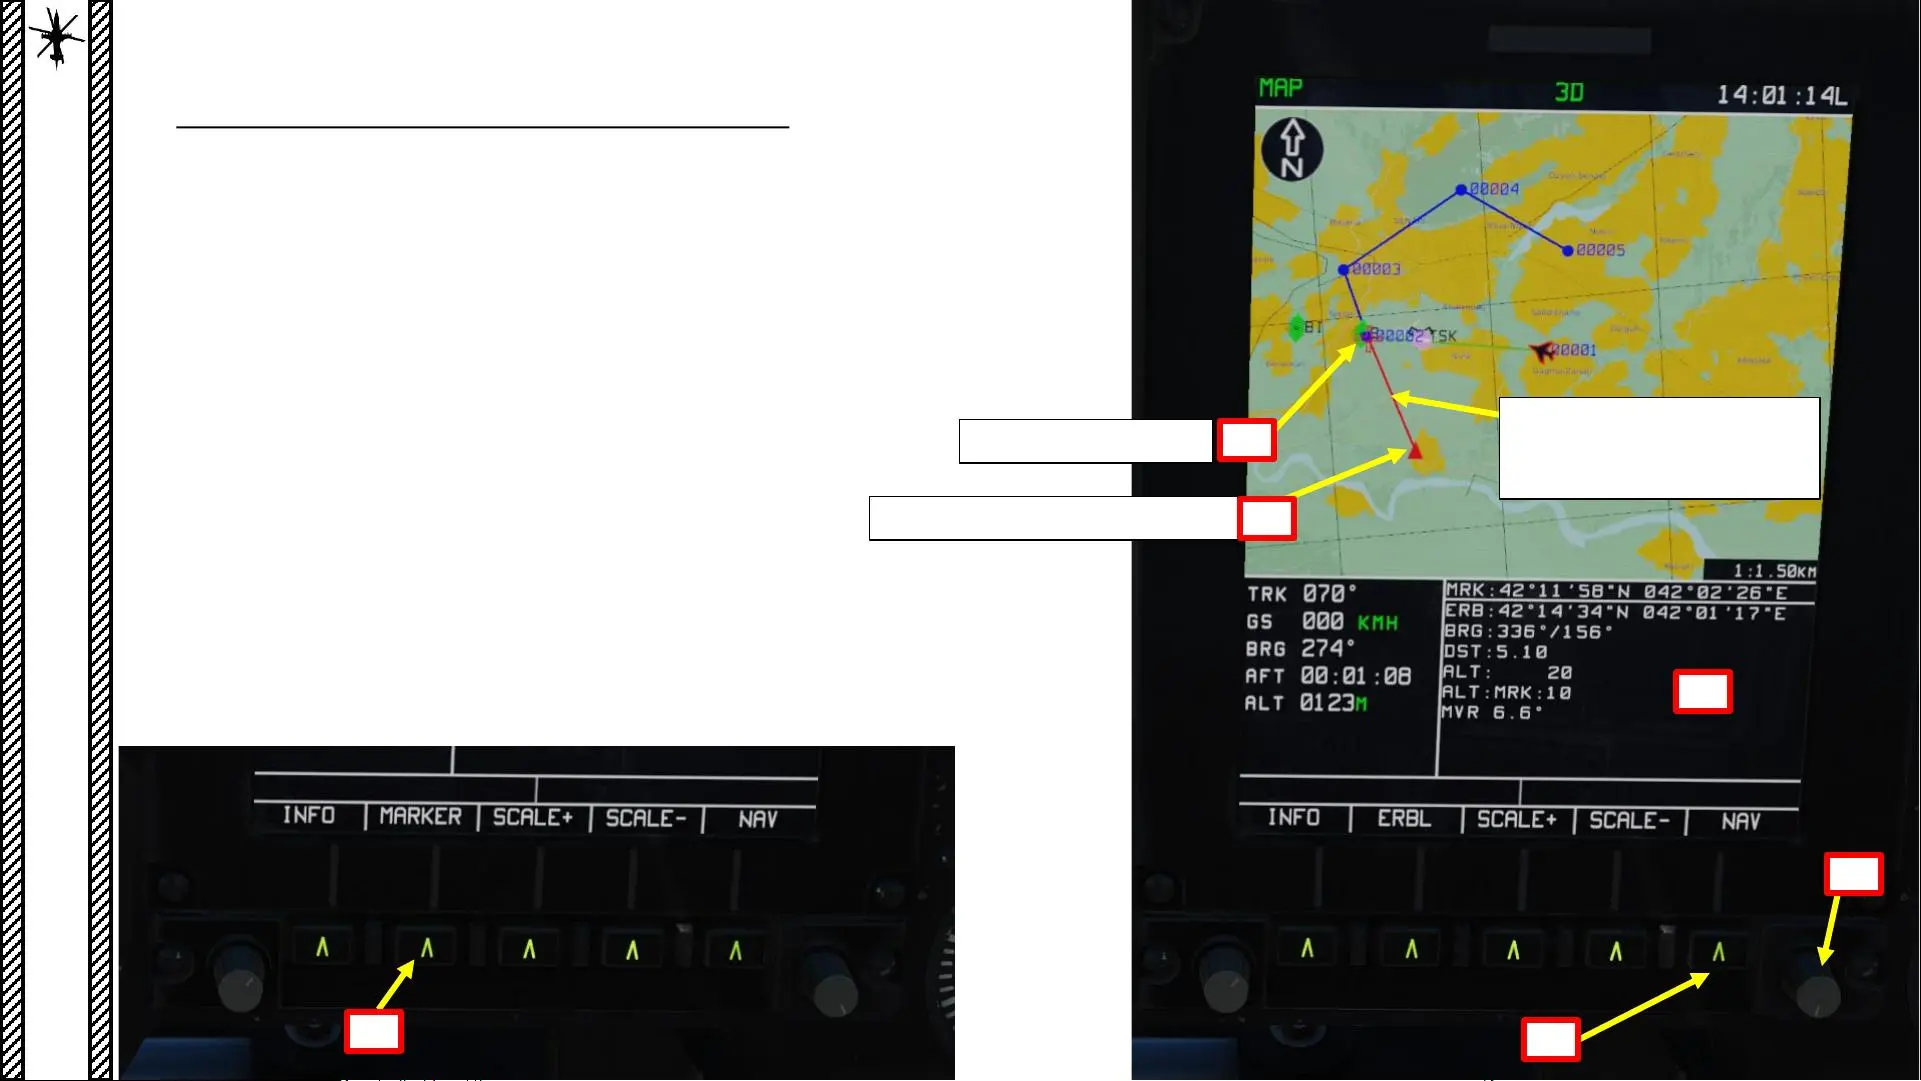 MAP 3D 14:01:14L
N
00004
00005
00003
BT
00002 TSK
00001
1:1.50KM
TRK 070°
GS 000 KMH
BRG 274°
AFT 00:01:08
ALT 0123M
MRK:42°11'58"N 042°02'26"E
ERB:42°14'34"N 042°01'17"E
BRG:336°/156°
DST:5.10
ALT: 20
ALT:MRK:10
MVR 6.6°
INFO MARKER SCALE+ SCALE- NAV
INFO ERBL SCALE+ SCALE- NAV